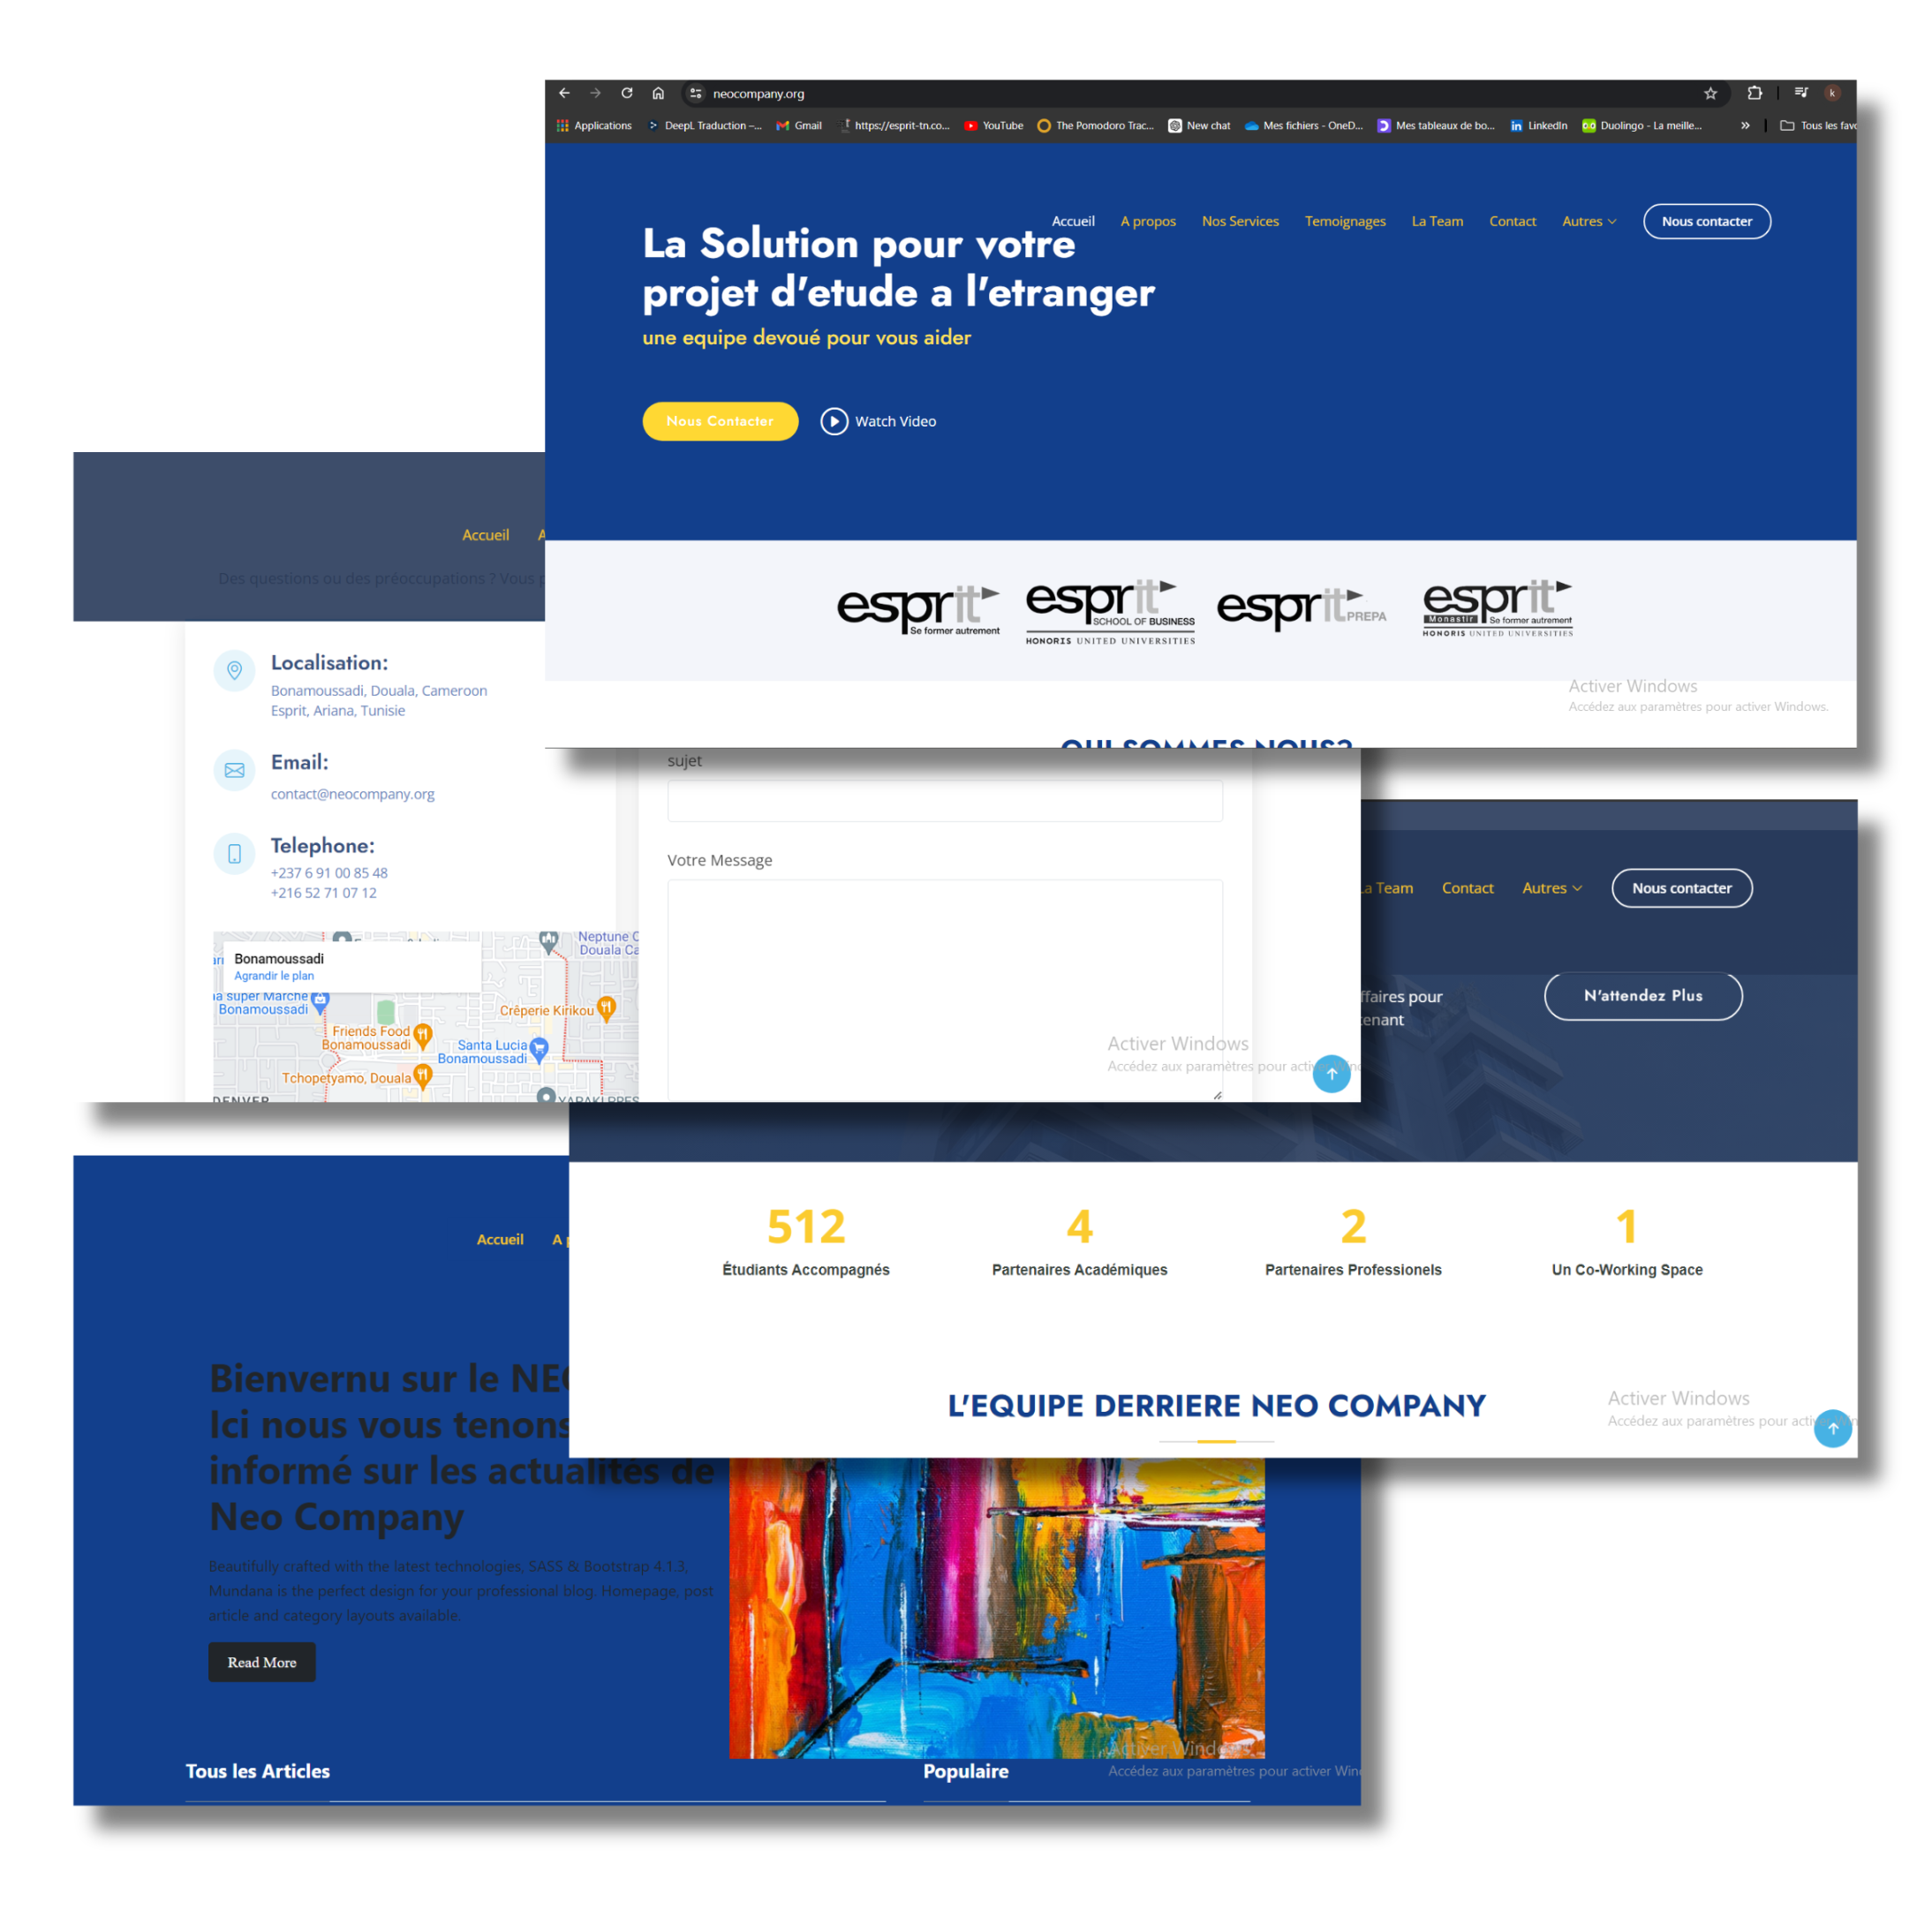 neocompany.org
Applications
DeepL Traduction –...
Gmail
https://esprit-tn.co...
YouTube
The Pomodoro Trac...
New chat
Mes fichiers - OneD...
Mes tableaux de bo...
LinkedIn
Duolingo - La meille...
»
Tous les favo
k
Accueil
A propos
Nos Services
Temoignages
La Team
Contact
Autres
Nous contacter
La Solution pour votre
projet d'etude a l'etranger
une equipe devoué pour vous aider
Nous Contacter
Watch Video
esprit
Se former autrement
esprit
SCHOOL OF BUSINESS
HONORIS UNITED UNIVERSITIES
esprit PREPA
esprit
Monastir Se former autrement
HONORIS UNITED UNIVERSITIES
Activer Windows
Accédez aux paramètres pour activer Windows.
QUI SOMMES NOUS?
Accueil
A
Des questions ou des préoccupations ? Vous p
Localisation:
Bonamoussadi, Douala, Cameroon
Esprit, Ariana, Tunisie
Email:
contact@neocompany.org
Telephone:
+237 6 91 00 85 48
+216 52 71 07 12
Bonamoussadi
Agrandir le plan
Neptune
Douala
super Marche
Bonamoussadi
Crêperie Kirikou
Friends Food
Bonamoussadi
Santa Lucia
Bonamoussadi
Tchopetyamo, Douala
DENVER
sujet
Votre Message
Activer Windows
Accédez aux paramètres pour activ
La Team
Contact
Autres
Nous contacter
ffaires pour
tenant
N'attendez Plus
512
Étudiants Accompagnés
4
Partenaires Académiques
2
Partenaires Professionels
1
Un Co-Working Space
L'EQUIPE DERRIERE NEO COMPANY
Activer Windows
Accédez aux paramètres pour acti
Accueil
A p
Bienvernu sur le NEO
Ici nous vous tenons
informé sur les actualités de
Neo Company
Beautifully crafted with the latest technologies, SASS & Bootstrap 4.1.3,
Mundana is the perfect design for your professional blog. Homepage, post
article and category layouts available.
Read More
Tous les Articles
Populaire
Activer Windows
Accédez aux paramètres pour activer Win